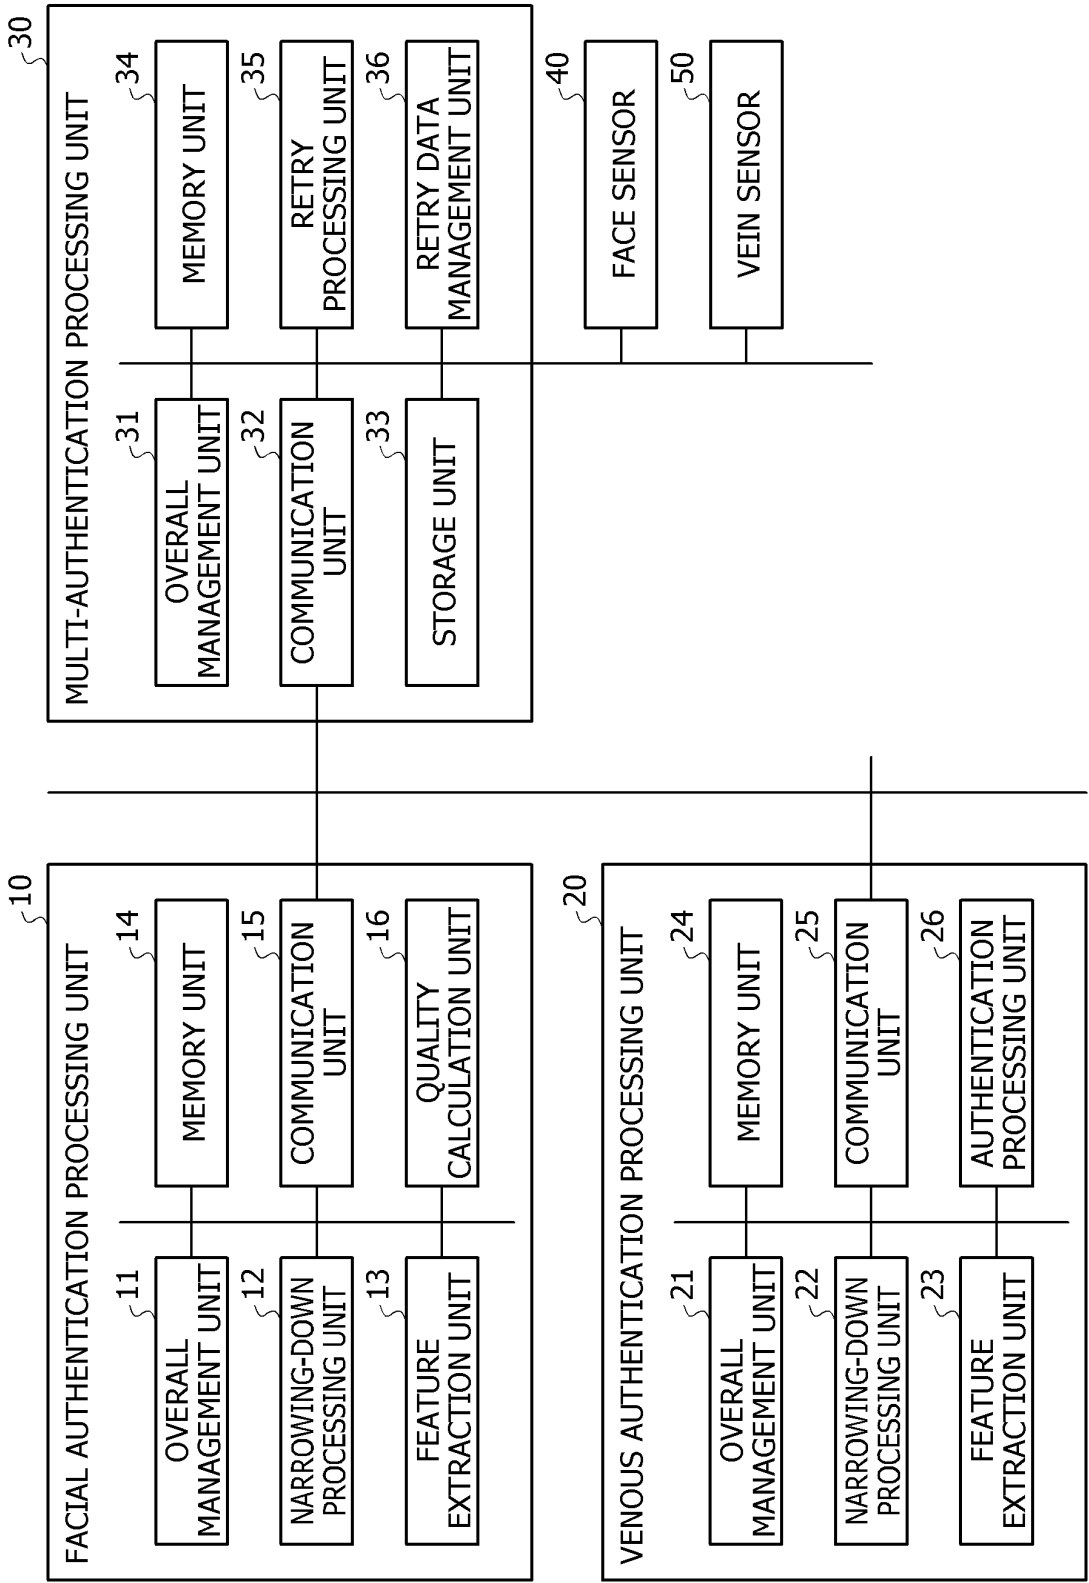 10
FACIAL AUTHENTICATION PROCESSING UNIT
11
OVERALL
MANAGEMENT UNIT
14
MEMORY UNIT
12
NARROWING-DOWN
PROCESSING UNIT
15
COMMUNICATION
UNIT
13
FEATURE
EXTRACTION UNIT
16
QUALITY
CALCULATION UNIT
30
MULTI-AUTHENTICATION PROCESSING UNIT
31
OVERALL
MANAGEMENT UNIT
34
MEMORY UNIT
32
COMMUNICATION
UNIT
35
RETRY
PROCESSING UNIT
33
STORAGE UNIT
36
RETRY DATA
MANAGEMENT UNIT
40
FACE SENSOR
50
VEIN SENSOR
20
VENOUS AUTHENTICATION PROCESSING UNIT
21
OVERALL
MANAGEMENT UNIT
24
MEMORY UNIT
22
NARROWING-DOWN
PROCESSING UNIT
25
COMMUNICATION
UNIT
23
FEATURE
EXTRACTION UNIT
26
AUTHENTICATION
PROCESSING UNIT